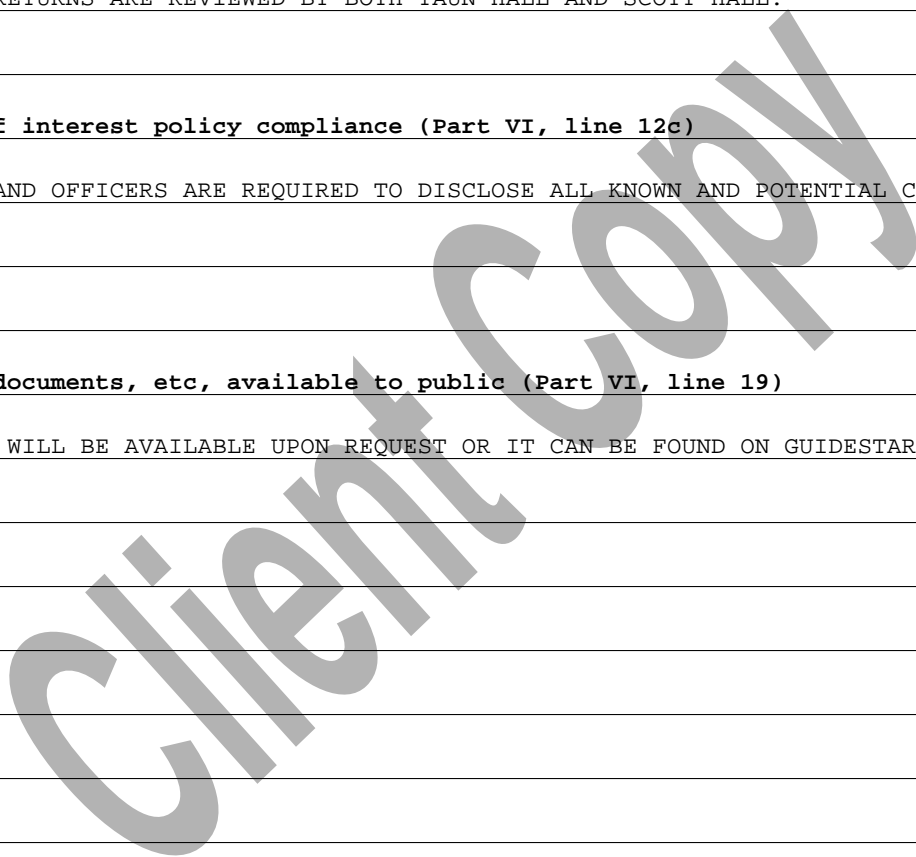 RETURNS ARE REVIEWED BY BOTH TAUN HALL AND SCOTT HALL.
f interest policy compliance (Part VI, line 12c)
AND OFFICERS ARE REQUIRED TO DISCLOSE ALL KNOWN AND POTENTIAL C
documents, etc, available to public (Part VI, line 19)
WILL BE AVAILABLE UPON REQUEST OR IT CAN BE FOUND ON GUIDESTAR
Client Copy